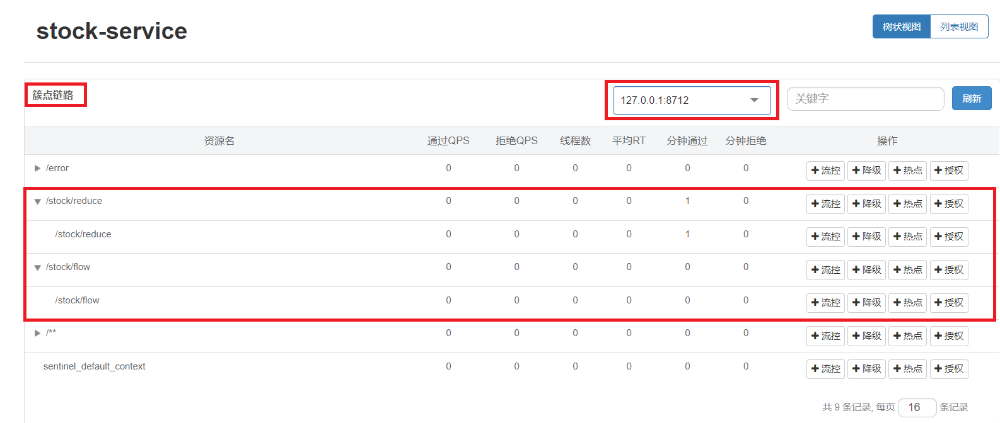 stock-service
树状视图 列表视图
簇点链路 127.0.0.1:8712 关键字 刷新
资源名 通过QPS 拒绝QPS 线程数 平均RT 分钟通过 分钟拒绝 操作
/error 0 0 0 0 0 0 流控 降级 热点 授权
/stock/reduce 0 0 0 0 1 0 流控 降级 热点 授权
/stock/reduce 0 0 0 0 1 0 流控 降级 热点 授权
/stock/flow 0 0 0 0 0 0 流控 降级 热点 授权
/stock/flow 0 0 0 0 0 0 流控 降级 热点 授权
/** 0 0 0 0 0 0 流控 降级 热点 授权
sentinel_default_context 0 0 0 0 0 0 流控 降级 热点 授权
共 9 条记录, 每页 16 条记录